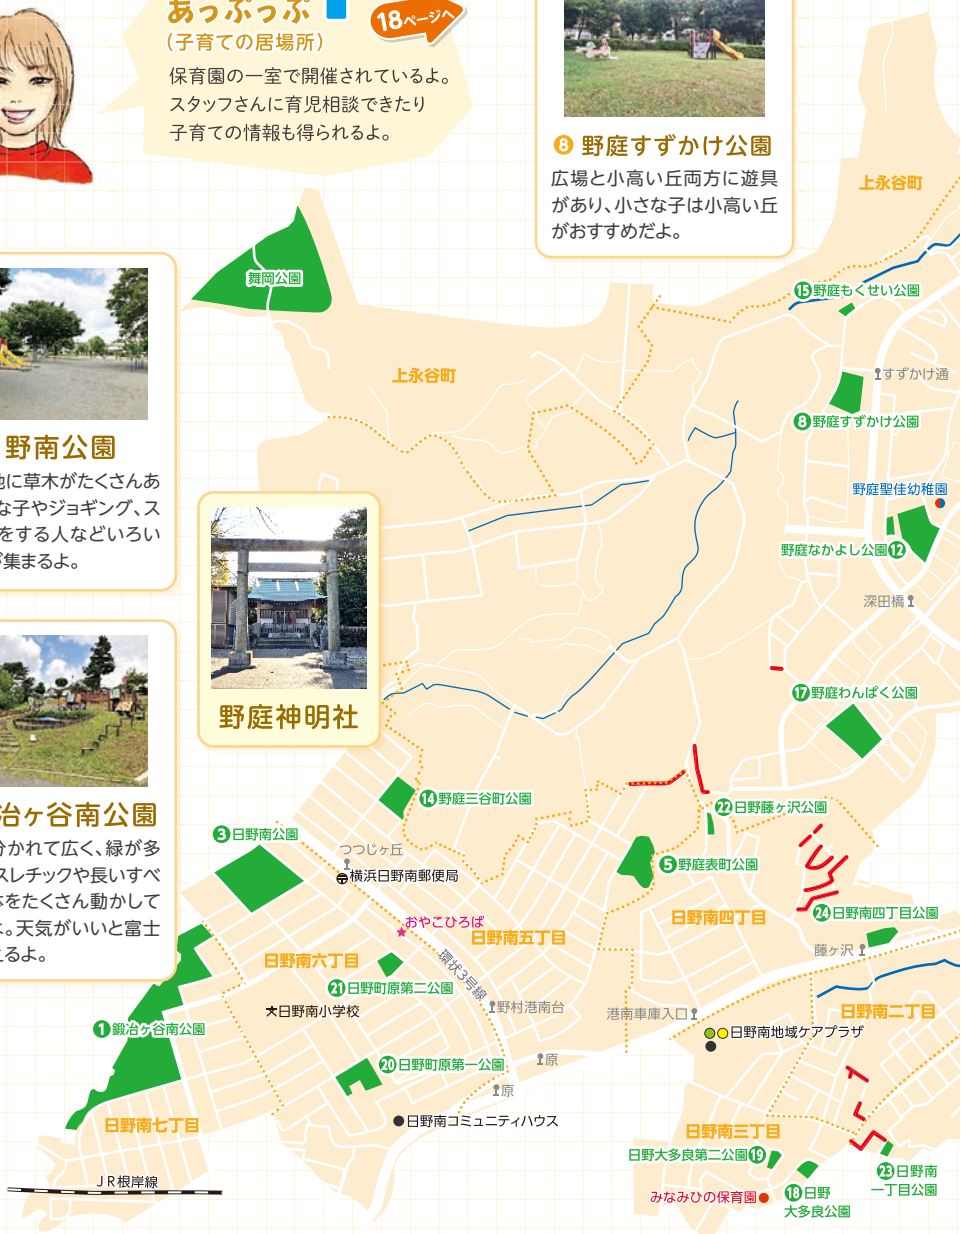 あっぷっぷ
(子育ての居場所)
18ページへ
保育園の一室で開催されているよ。
スタッフさんに育児相談できたり
子育ての情報も得られるよ。
8 野庭すずかけ公園
広場と小高い丘両方に遊具
があり、小さな子は小高い丘
がおすすめだよ。
上永谷町
舞岡公園
15野庭もくせい公園
上永谷町
すずかけ通
8野庭すずかけ公園
野南公園
地に草木がたくさんあ
な子やジョギング、ス
をする人などいろい
が集まるよ。
野庭聖佳幼稚園
野庭なかよし公園12
深田橋
野庭神明社
17野庭わんぱく公園
14野庭三谷町公園
22日野藤ヶ沢公園
冶ヶ谷南公園
分かれて広く、緑が多
スレチックや長いすべ
体をたくさん動かして
よ。天気がいいと富士
えるよ。
3日野南公園
つつじヶ丘
横浜日野南郵便局
5野庭表町公園
おやこひろば
日野南五丁目
日野南四丁目
24日野南四丁目公園
日野南六丁目
環状3号線
藤ヶ沢
21日野町原第二公園
野村港南台
日野南小学校
港南車庫入口
日野南二丁目
1鍛冶ヶ谷南公園
日野南地域ケアプラザ
20日野町原第一公園
原
原
日野南七丁目
日野南コミュニティハウス
日野南三丁目
日野大多良第二公園19
23日野南
一丁目公園
JR根岸線
みなみひの保育園
18日野
大多良公園